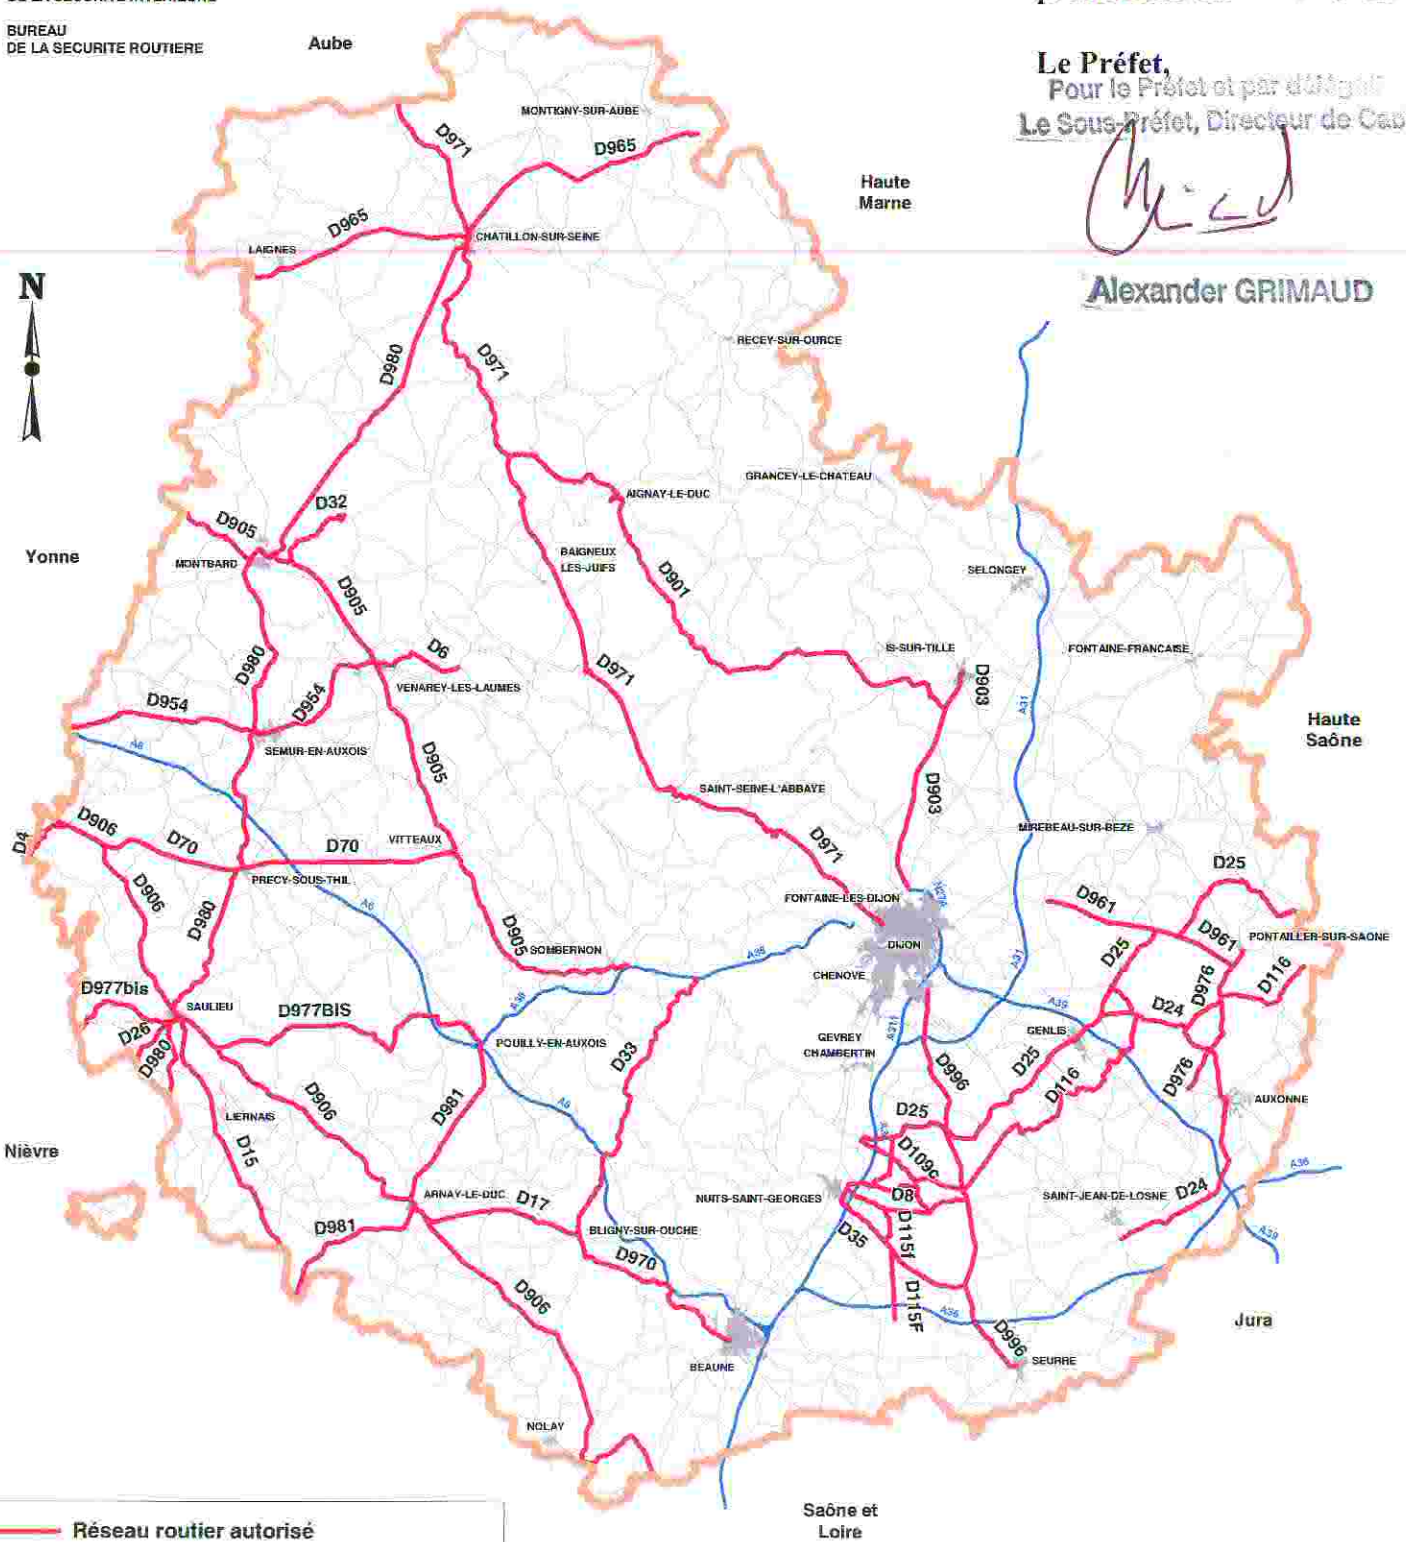 BUREAU
DE LA SECURITE ROUTIERE
Aube
Le Préfet,
Pour le Préfet et par
Le Sous-Préfet, Directeur de
Alexander GRIMAUD
MONTIGNY-SUR-AUBE
D971
D965
Haute
Marne
D965
LAIGNES
CHATILLON-SUR-SEINE
N
RECEY-SUR-OURCE
D980
D971
GRANCEY-LE-CHATEAU
AIGNAY-LE-DUC
D32
D905
Yonne
MONTBARD
BAIGNEUX
LES-JUIFS
D901
SELONGEY
D905
D6
IS-SUR-TILLE
FONTAINE-FRANCAISE
D980
D971
D903
VENAREY-LES-LAUMES
D954
D954
A31
Haute
Saône
A6
SEMUR-EN-AUXOIS
D905
SAINT-SEINE-L'ABBAYE
D903
D906
D4
D70
D70
VITTEAUX
D971
MIREBEAU-SUR-BEZE
D25
PRECY-SOUS-THIL
D906
D980
A6
FONTAINE-LES-DIJON
N274
D961
D905
SOMBERNON
DIJON
D25
D961
PONTAILLER-SUR-SAONE
A38
A31
CHENOVE
D976
D116
D977bis
SAULIEU
D977BIS
A38
A39
D24
D26
D980
POUILLY-EN-AUXOIS
D33
GEVREY
CHAMBERTIN
A311
GENLIS
D25
D996
D116
D976
AUXONNE
D906
D981
A6
LIERNAIS
D25
Nièvre
D15
D109c
A36
ARNAY-LE-DUC
D17
NUITS-SAINT-GEORGES
D8
SAINT-JEAN-DE-LOSNE
D24
D981
BLIGNY-SUR-OUCHE
D35
D115f
A39
D970
D906
D115F
A36
Jura
D996
SEURRE
BEAUNE
NOLAY
Saône et
Loire
Réseau routier autorisé